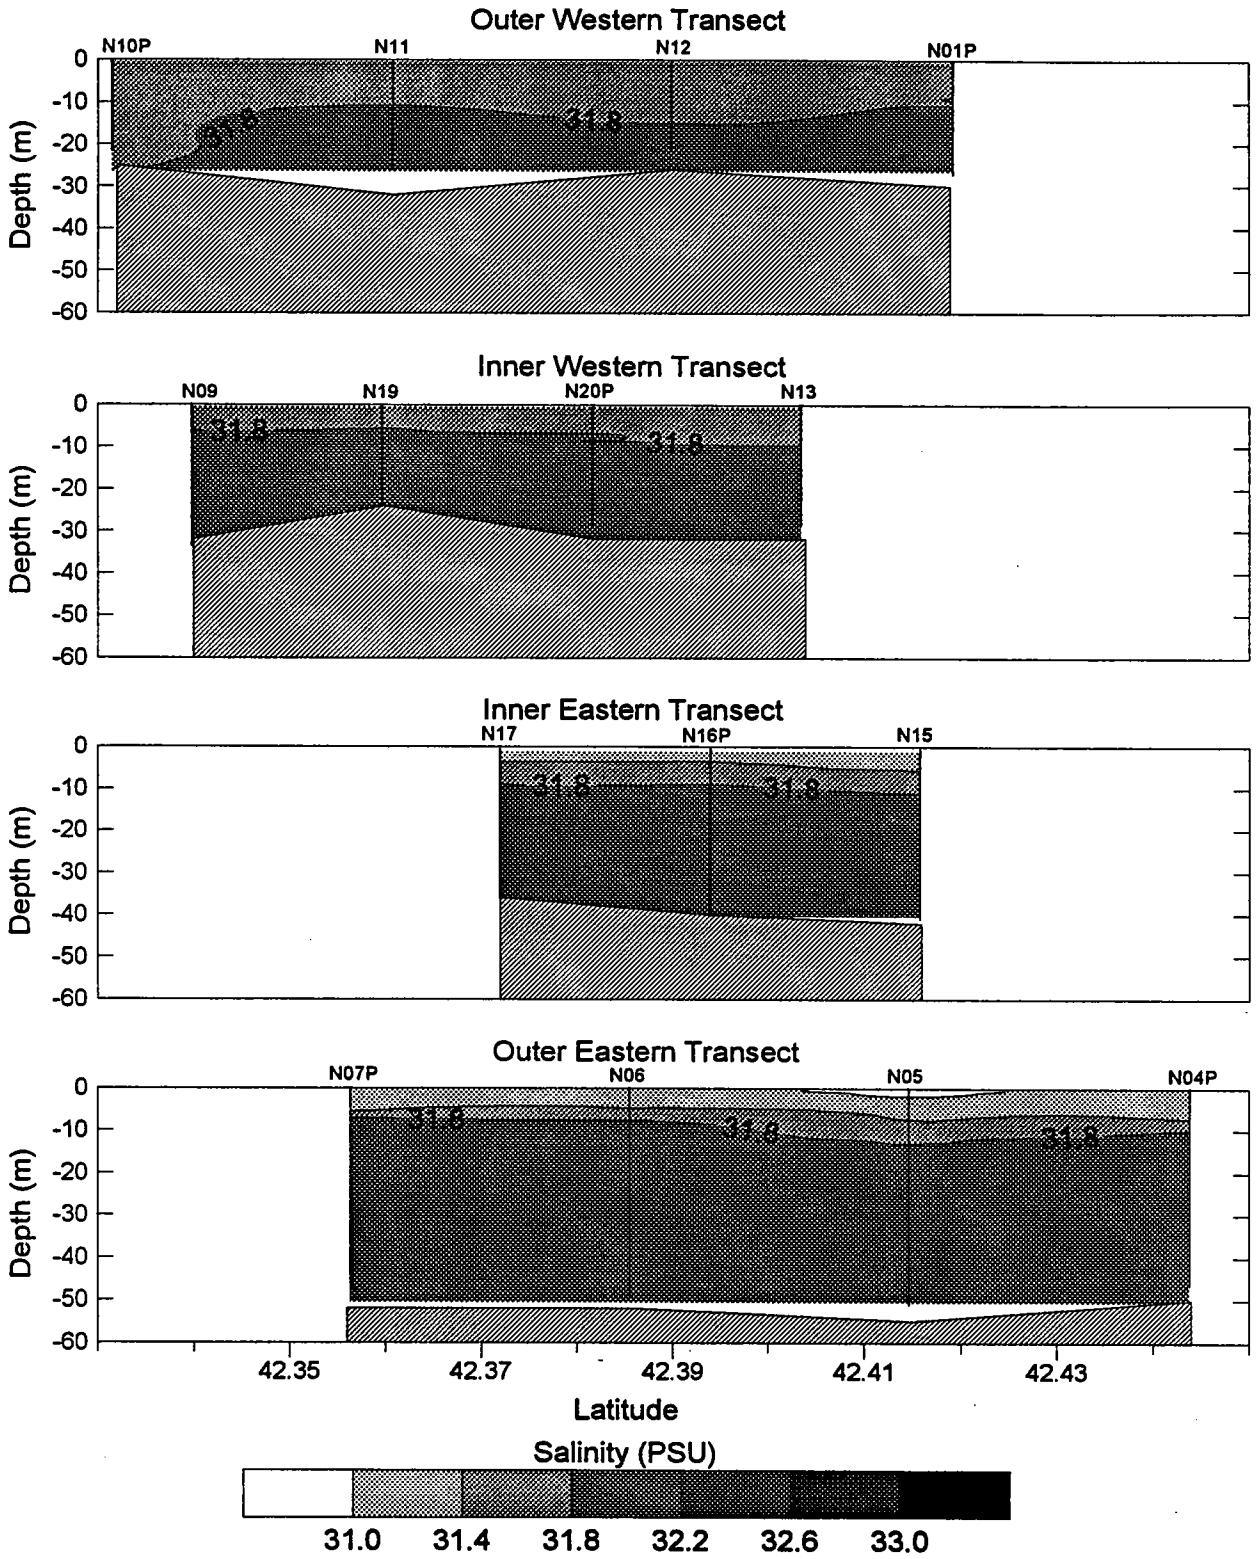 Outer Western Transect
N10P N11 N12 N01P
0
-10
-20
-30
-40
-50
-60
Depth (m)
31.8 31.8
Inner Western Transect
N09 N19 N20P N13
0
-10
-20
-30
-40
-50
-60
Depth (m)
31.8 31.8
Inner Eastern Transect
N17 N16P N15
0
-10
-20
-30
-40
-50
-60
Depth (m)
31.8 31.8
Outer Eastern Transect
N07P N06 N05 N04P
0
-10
-20
-30
-40
-50
-60
Depth (m)
31.8 31.8 31.8
42.35 42.37 42.39 42.41 42.43
Latitude
Salinity (PSU)
31.0 31.4 31.8 32.2 32.6 33.0